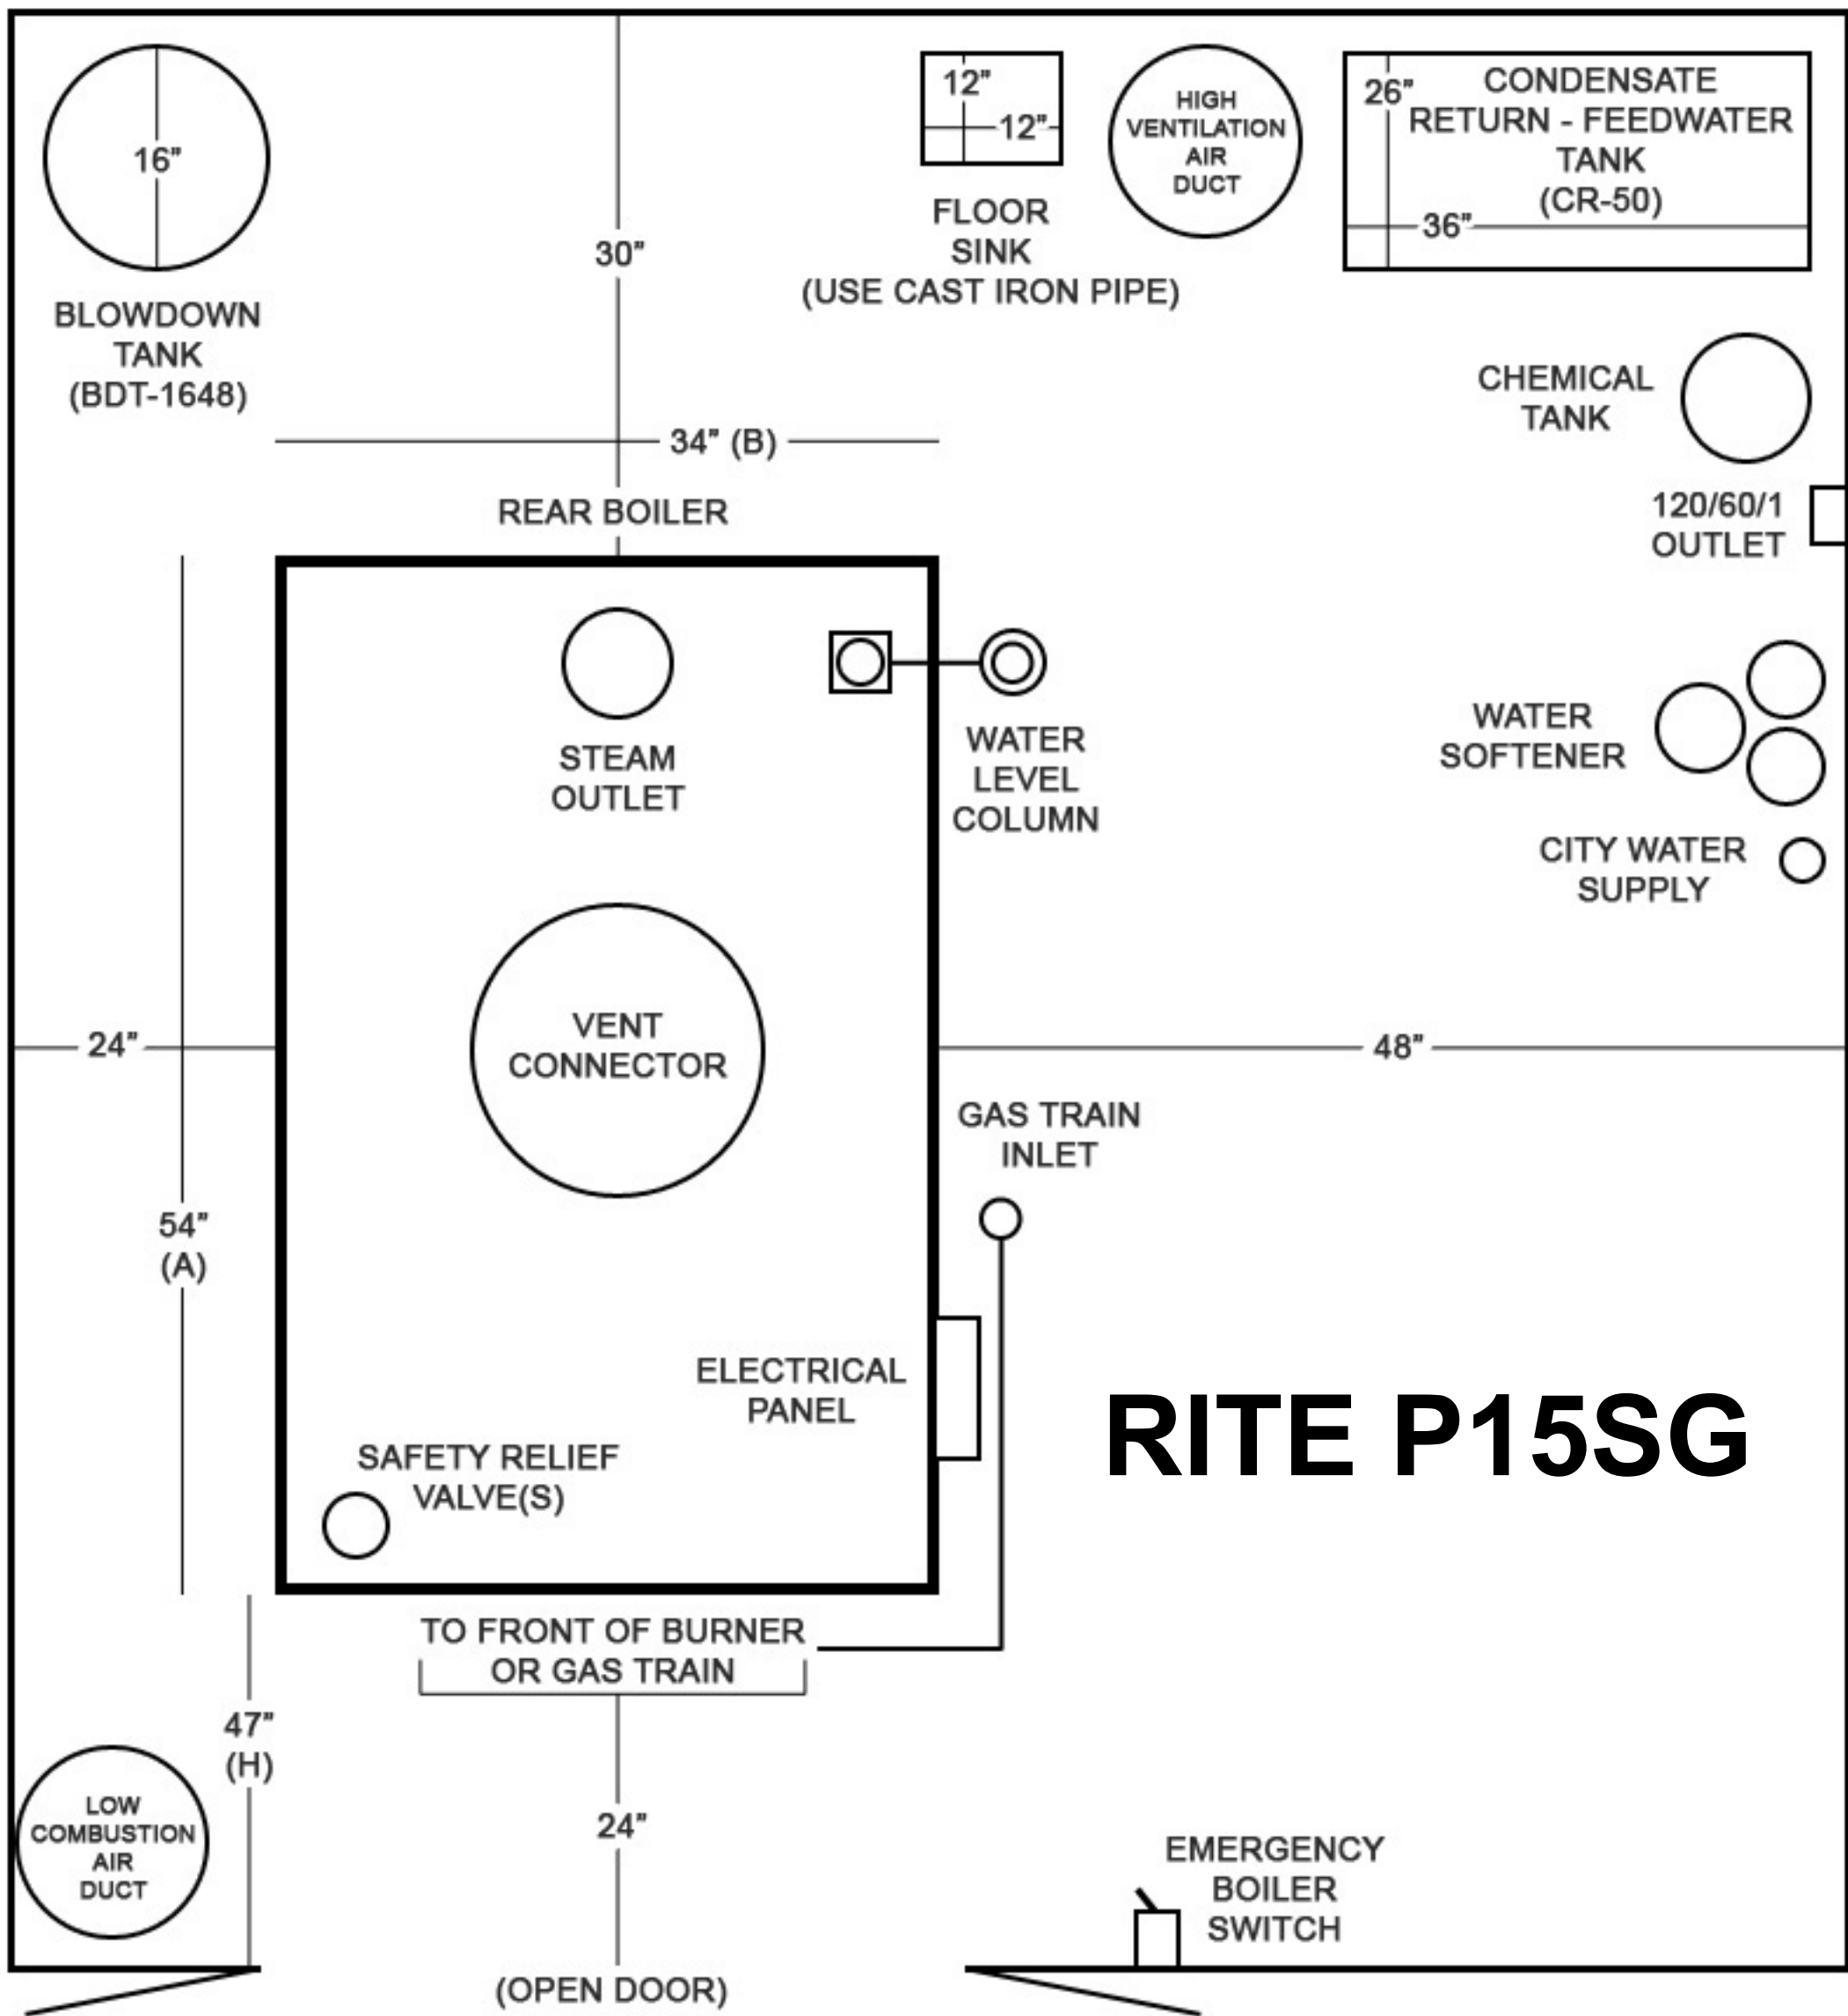 16”
BLOWDOWN
TANK
(BDT-1648)
30”
12”
12”
FLOOR
SINK
(USE CAST IRON PIPE)
HIGH
VENTILATION
AIR
DUCT
26”
CONDENSATE
RETURN - FEEDWATER
TANK
(CR-50)
36”
CHEMICAL
TANK
34” (B)
REAR BOILER
120/60/1
OUTLET
STEAM
OUTLET
WATER
LEVEL
COLUMN
WATER
SOFTENER
CITY WATER
SUPPLY
24”
VENT
CONNECTOR
48”
GAS TRAIN
INLET
54”
(A)
ELECTRICAL
PANEL
RITE P15SG
SAFETY RELIEF
VALVE(S)
TO FRONT OF BURNER
OR GAS TRAIN
47”
(H)
LOW
COMBUSTION
AIR
DUCT
24”
EMERGENCY
BOILER
SWITCH
(OPEN DOOR)